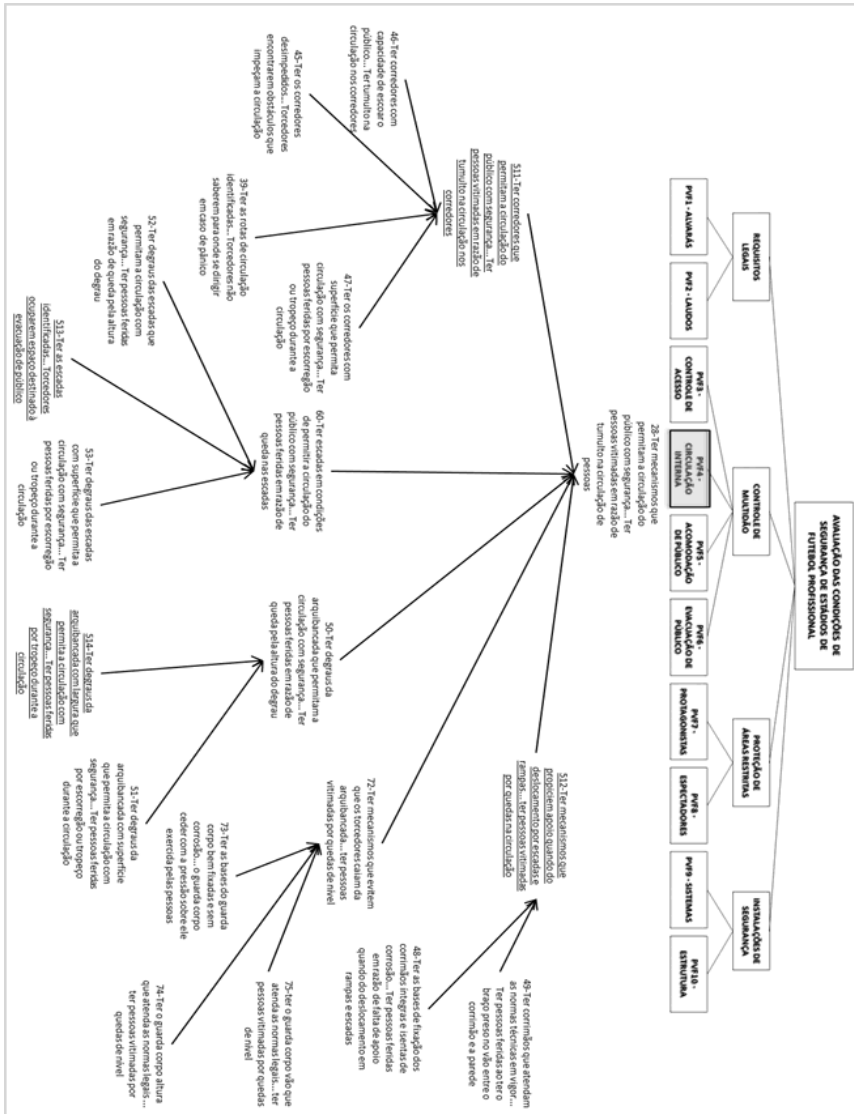 AVALIAÇÃO DAS CONDIÇÕES DE
SEGURANÇA DE ESTÁDIOS DE
FUTEBOL PROFISSIONAL
REQUISITOS
LEGAIS
CONTROLE DE
MULTIDÃO
PROTEÇÃO DE
ÁREAS RESTRITAS
INSTALAÇÕES DE
SEGURANÇA
PVF1 - ALVARÁS
PVF2 - LAUDOS
PVF3 -
CONTROLE DE
ACESSO
PVF4 -
CIRCULAÇÃO
INTERNA
PVF5 -
ACOMODAÇÃO
DE PÚBLICO
PVF6 -
EVACUAÇÃO DE
PÚBLICO
PVF7 -
PROTAGONISTAS
PVF8 -
ESPECTADORES
PVF9 - SISTEMAS
PVF10 -
ESTRUTURA
28-Ter mecanismos que
permitam a circulação do
público com segurança... Ter
pessoas vitimadas em razão de
tumulto na circulação de
pessoas
511-Ter corredores que
permitam a circulação do
público com segurança... Ter
pessoas vitimadas em razão de
tumulto na circulação nos
corredores
512-Ter mecanismos que
propiciem apoio quando do
deslocamento por escadas e
rampas... ter pessoas vitimadas
por quedas na circulação
46-Ter corredores com
capacidade de escoar o
público... Ter tumulto na
circulação nos corredores
45-Ter os corredores
desimpedidos... Torcedores
encontrarem obstáculos que
impeçam a circulação
39-Ter as rotas de circulação
identificadas... Torcedores não
saberem para onde se dirigir
em caso de pânico
47-Ter os corredores com
superfície que permita
circulação com segurança... Ter
pessoas feridas por escorregão
ou tropeço durante a
circulação
60-Ter escadas em condições
de permitir a circulação do
público com segurança... Ter
pessoas feridas em razão de
queda nas escadas
50-Ter degraus da
arquibancada que permitam a
circulação com segurança... Ter
pessoas feridas em razão de
queda pela altura do degrau
72-Ter mecanismos que evitem
que os torcedores caiam da
arquibancada... ter pessoas
vitimadas por quedas de nível
49-Ter corrimãos que atendam
as normas técnicas em vigor...
Ter pessoas feridas ao ter o
braço preso no vão entre o
corrimão e a parede
48-Ter as bases de fixação dos
corrimãos íntegras e isentas de
corrosão... Ter pessoas feridas
em razão de falta de apoio
quando do deslocamento em
rampas e escadas
52-Ter degraus das escadas que
permitam a circulação com
segurança... Ter pessoas feridas
em razão de queda pela altura
do degrau
513-Ter as escadas
identificadas... Torcedores
ocuparem espaço destinado à
evacuação de público
53-Ter degraus das escadas
com superfície que permita a
circulação com segurança... Ter
pessoas feridas por escorregão
ou tropeço durante a
circulação
514-Ter degraus da
arquibancada com largura que
permita a circulação com
segurança... Ter pessoas feridas
por tropeço durante a
circulação
51-Ter degraus da
arquibancada com superfície
que permita a circulação com
segurança... Ter pessoas feridas
por escorregão ou tropeço
durante a circulação
73-Ter as bases do guarda
corpo bem fixadas e sem
corrosão... o guarda corpo
ceder com a pressão sobre ele
exercida pelas pessoas
75-ter o guarda corpo vão que
atenda as normas legais... ter
pessoas vitimadas por quedas
de nível
74-Ter o guarda corpo altura
que atenda as normas legais...
ter pessoas vitimadas por
quedas de nível